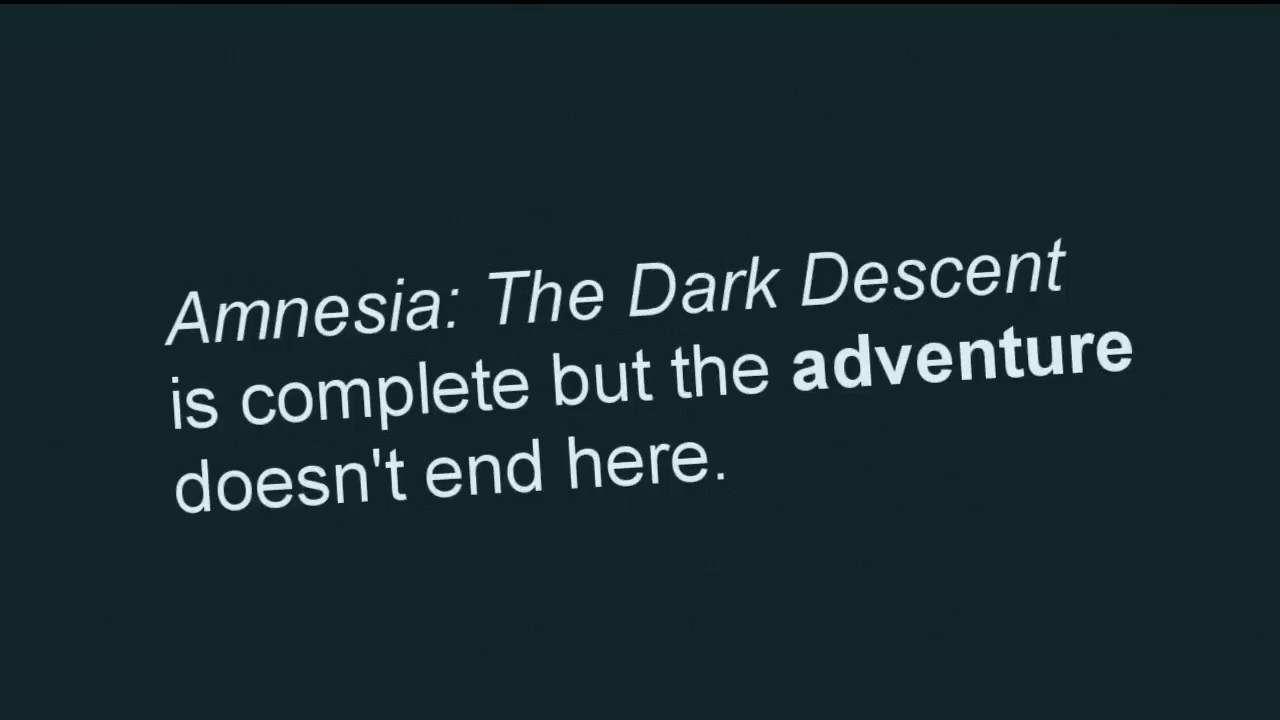 Amnesia: The Dark Descent
is complete but the adventure
doesn't end here.